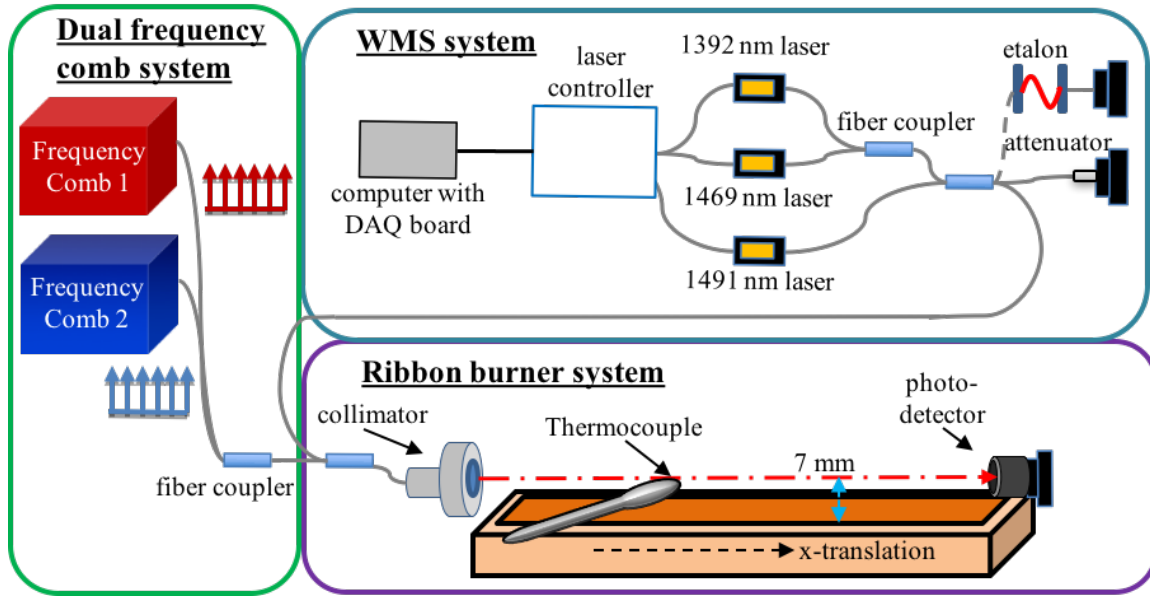 Dual frequency
comb system
Frequency
Comb 1
Frequency
Comb 2
fiber coupler
WMS system
laser
controller
computer with
DAQ board
1392 nm laser
1469 nm laser
1491 nm laser
fiber coupler
etalon
attenuator
Ribbon burner system
collimator
Thermocouple
photo-
detector
7 mm
x-translation